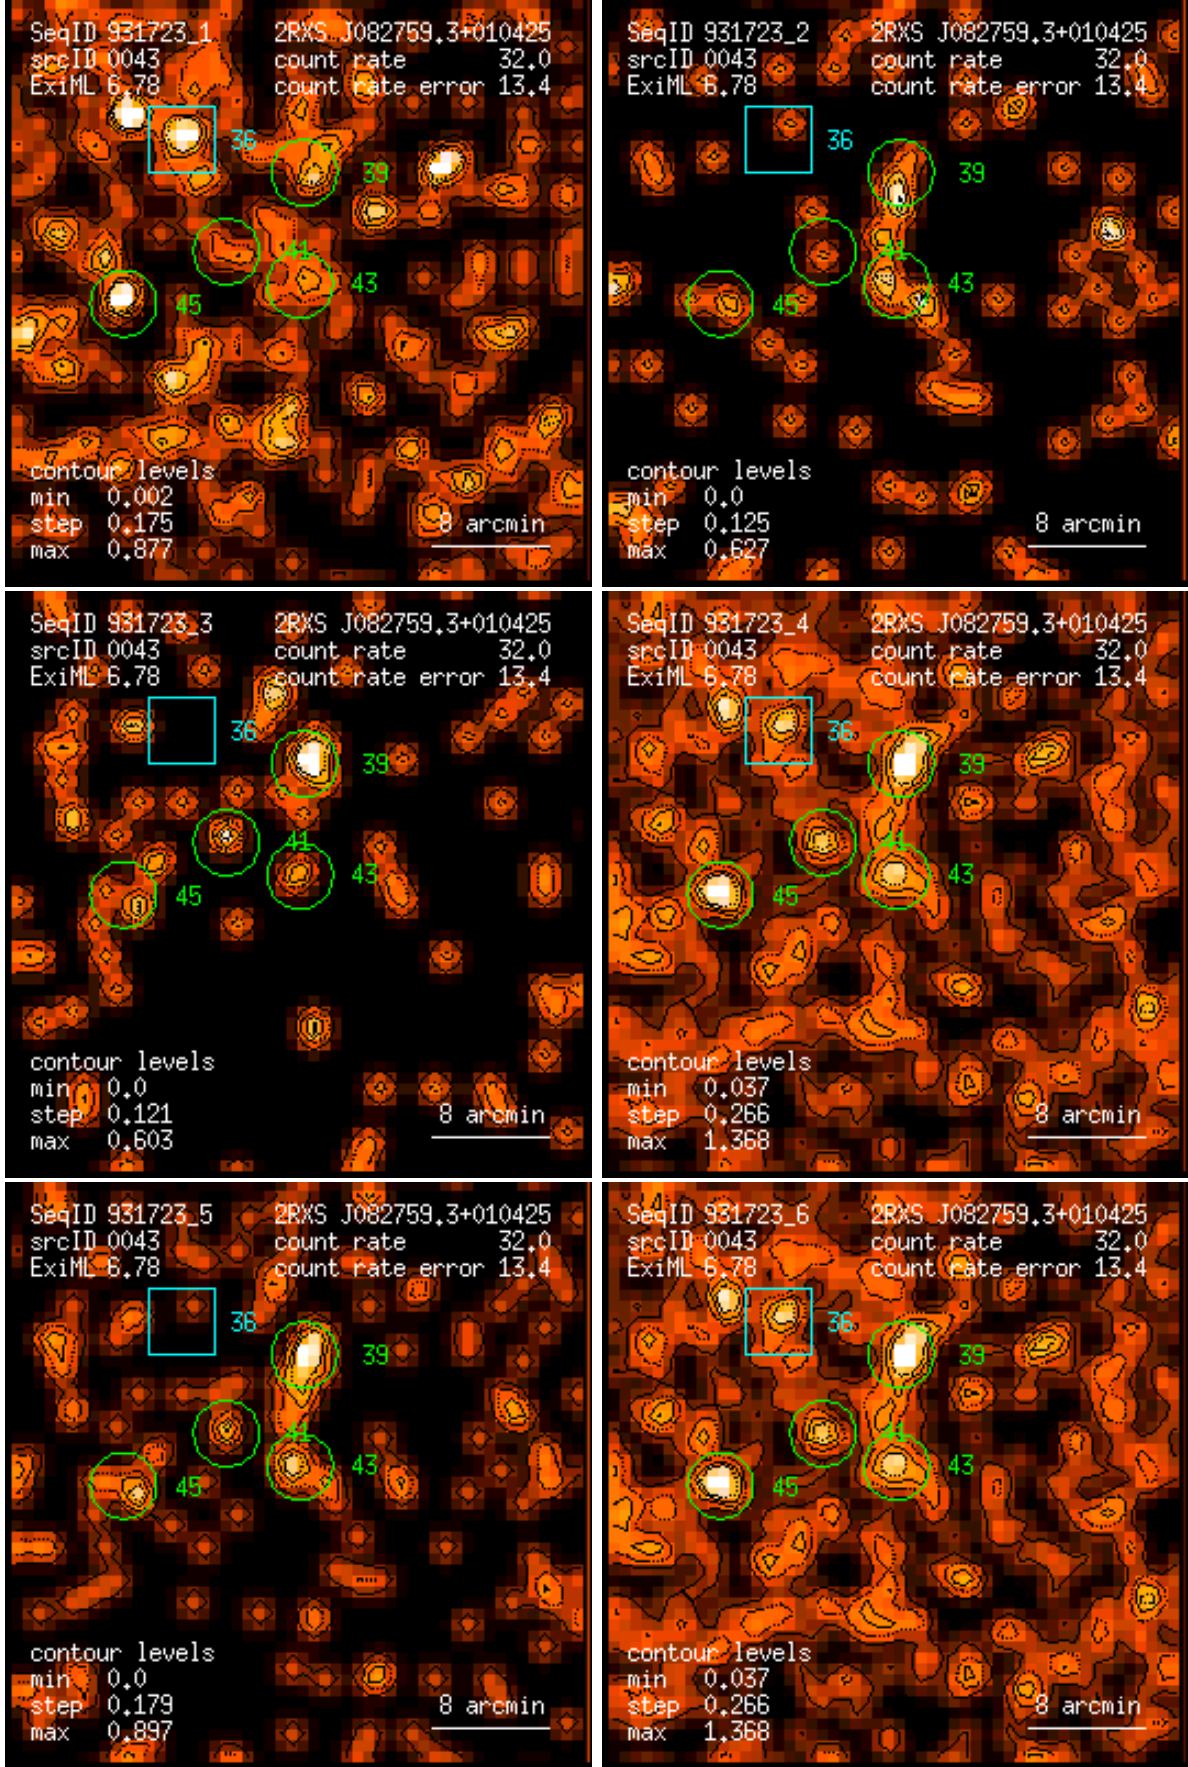 SeqID 931723_1 2RXS J082759.3+010425
srcID 0043 count rate 32.0
ExiML 6.78 count rate error 13.4
36
39
41
43
45
contour levels
min 0.002
step 0.175 8 arcmin
max 0.877
SeqID 931723_2 2RXS J082759.3+010425
srcID 0043 count rate 32.0
ExiML 6.78 count rate error 13.4
36
39
41
43
45
contour levels
min 0.0
step 0.125 8 arcmin
max 0.627
SeqID 931723_3 2RXS J082759.3+010425
srcID 0043 count rate 32.0
ExiML 6.78 count rate error 13.4
36
39
41
43
45
contour levels
min 0.0
step 0.121 8 arcmin
max 0.603
SeqID 931723_4 2RXS J082759.3+010425
srcID 0043 count rate 32.0
ExiML 6.78 count rate error 13.4
36
39
41
43
45
contour levels
min 0.037
step 0.266 8 arcmin
max 1.368
SeqID 931723_5 2RXS J082759.3+010425
srcID 0043 count rate 32.0
ExiML 6.78 count rate error 13.4
36
39
41
43
45
contour levels
min 0.0
step 0.179 8 arcmin
max 0.897
SeqID 931723_6 2RXS J082759.3+010425
srcID 0043 count rate 32.0
ExiML 6.78 count rate error 13.4
36
39
41
43
45
contour levels
min 0.037
step 0.266 8 arcmin
max 1.368